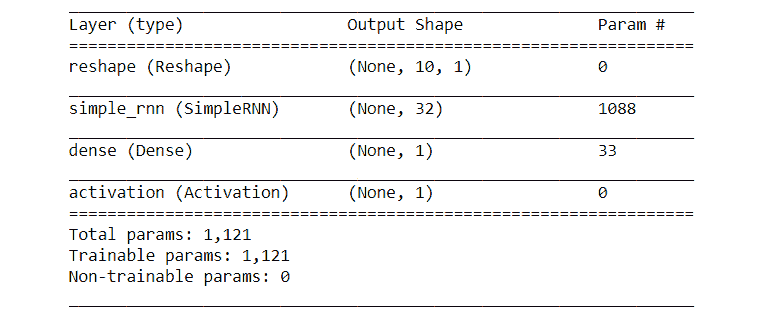 Layer (type) Output Shape Param #
reshape (Reshape) (None, 10, 1) 0
simple_rnn (SimpleRNN) (None, 32) 1088
dense (Dense) (None, 1) 33
activation (Activation) (None, 1) 0
Total params: 1,121
Trainable params: 1,121
Non-trainable params: 0